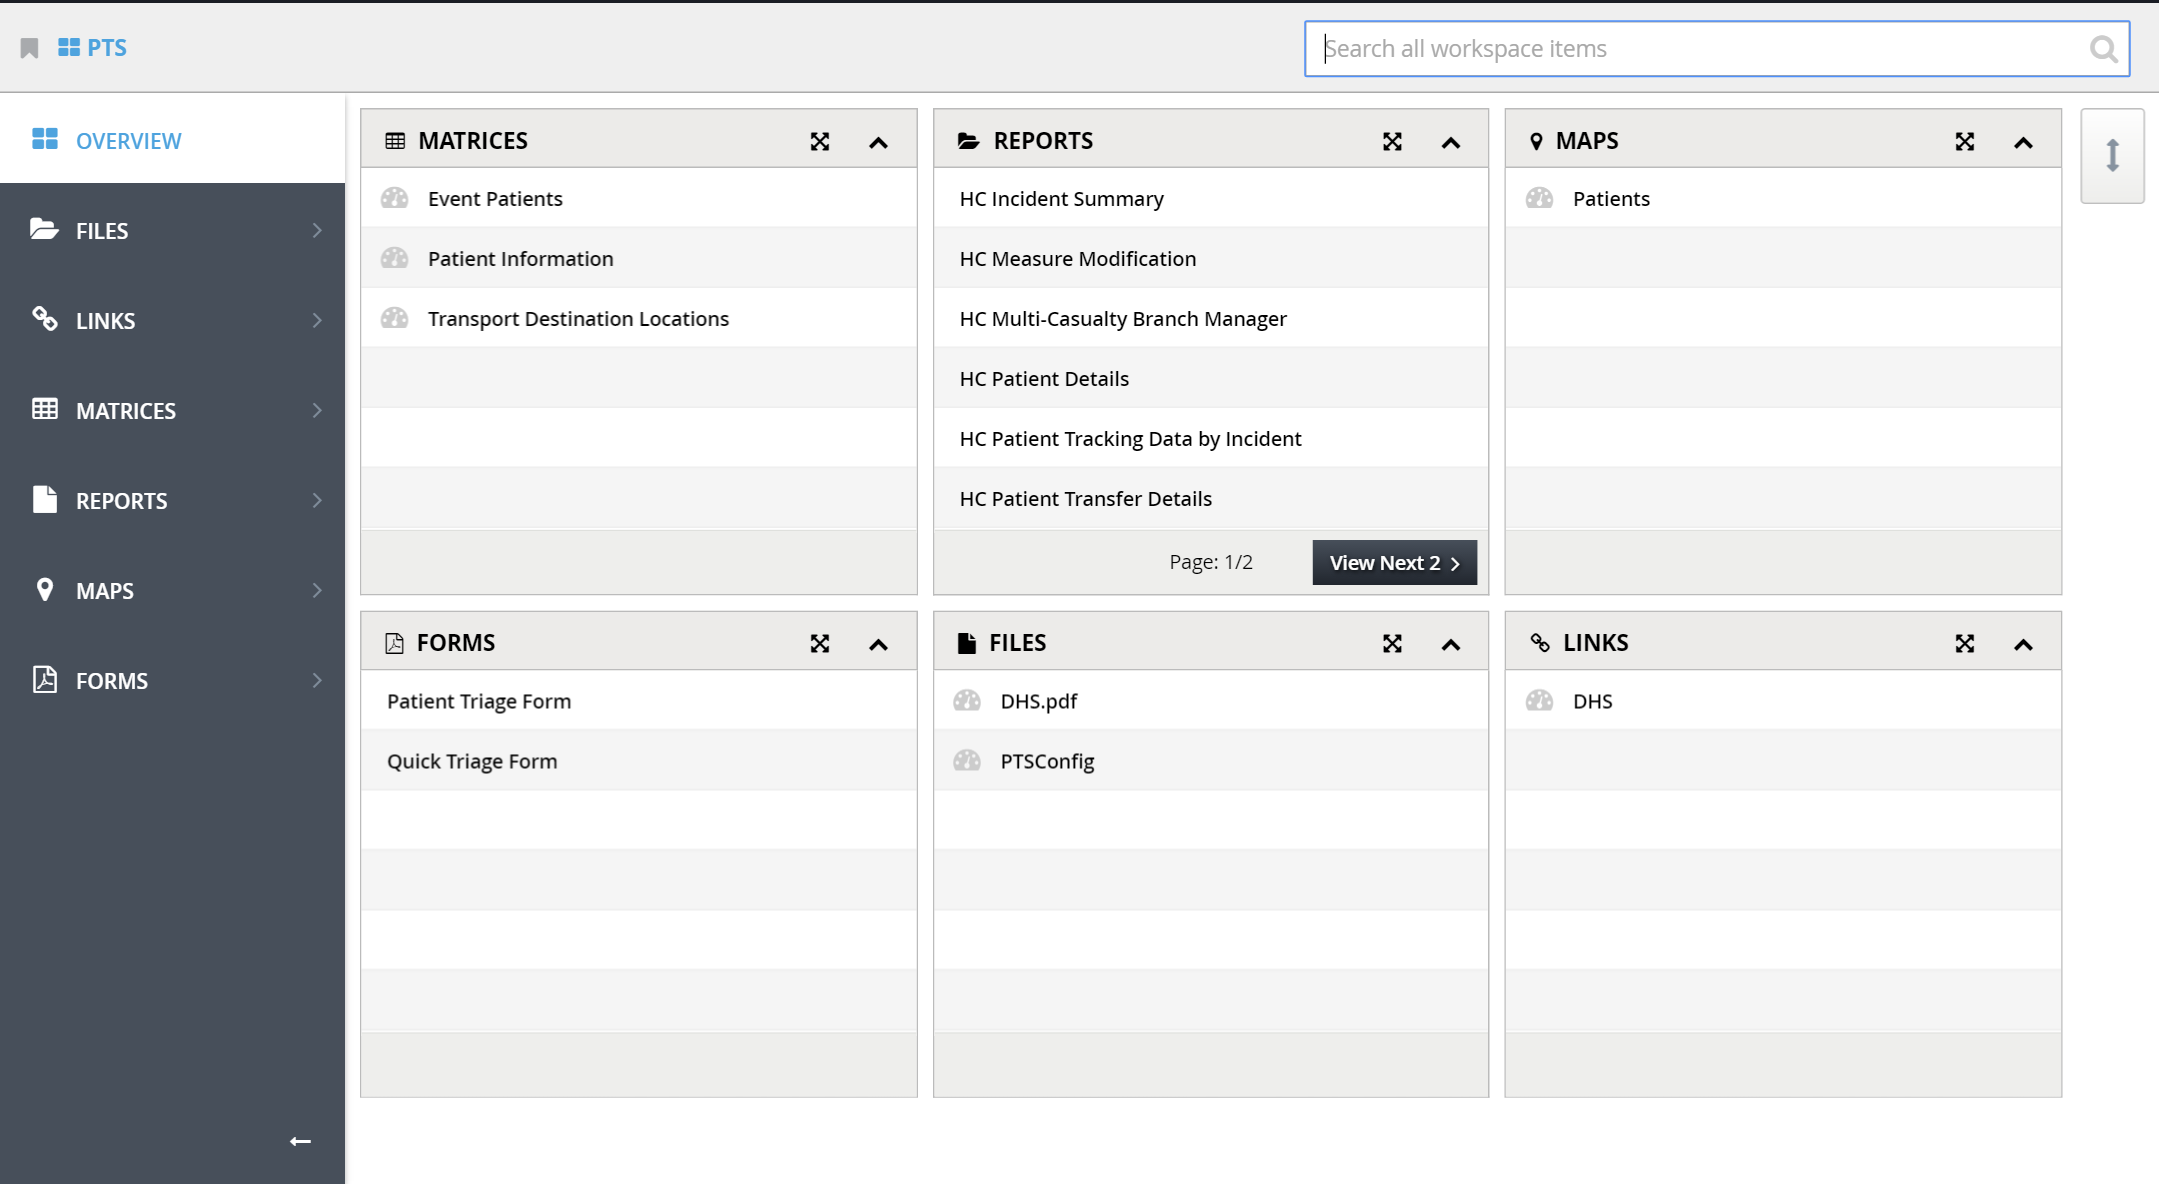 PTS
Search all workspace items
OVERVIEW
FILES
LINKS
MATRICES
REPORTS
MAPS
FORMS
MATRICES
Event Patients
Patient Information
Transport Destination Locations
REPORTS
HC Incident Summary
HC Measure Modification
HC Multi-Casualty Branch Manager
HC Patient Details
HC Patient Tracking Data by Incident
HC Patient Transfer Details
Page: 1/2
View Next 2
MAPS
Patients
FORMS
Patient Triage Form
Quick Triage Form
FILES
DHS.pdf
PTSConfig
LINKS
DHS